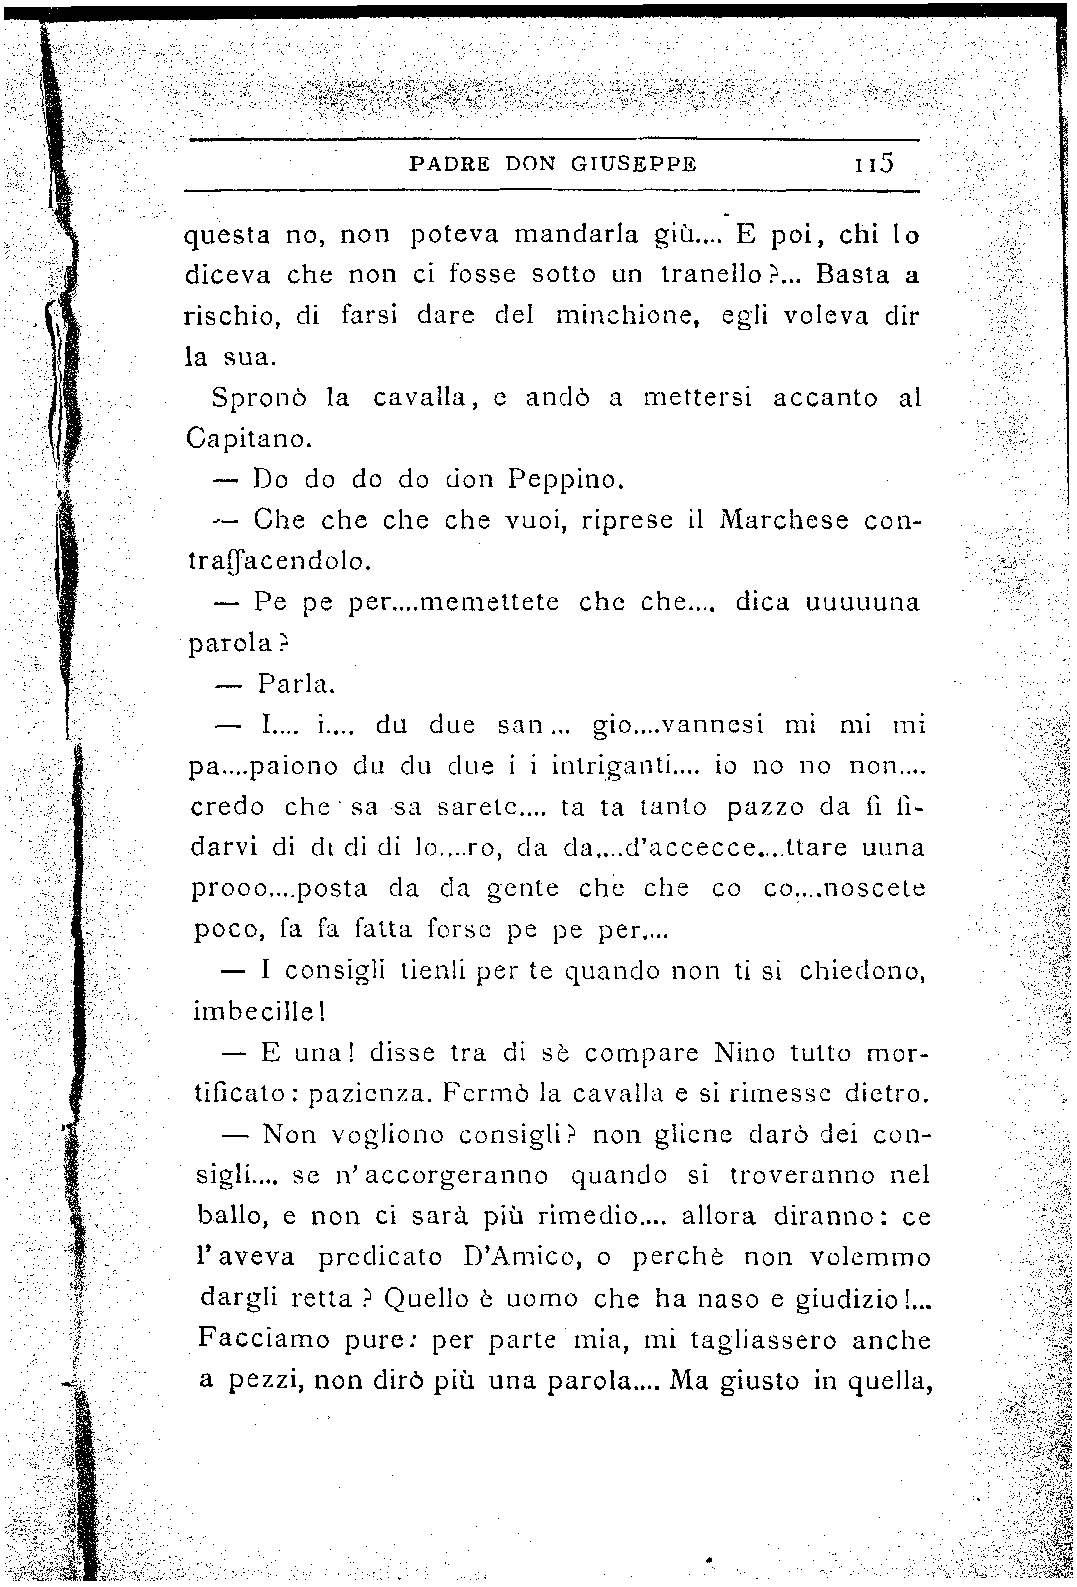 PADRE DON GIUSEPPE 115
questa no, non poteva mandarla giù.... E poi, chi lo
diceva che non ci fosse sotto un tranello?... Basta a
rischio, di farsi dare del minchione, egli voleva dir
la sua.
Spronò la cavalla, e andò a mettersi accanto al
Capitano.
— Do do do do don Peppino.
— Che che che che vuoi, riprese il Marchese con-
traffacendolo.
— Pe pe per....memettete che che.... dica uuuuuna
parola?
— Parla.
— I.... i.... du due san... gio....vannesi mi mi mi
pa....paiono du du due i i intriganti.... io no no non....
credo che sa sa sarete.... ta ta tanto pazzo da fi fi-
darvi di di di di lo....ro, da da....d'accecce....ttare uuna
prooo....posta da da gente che che co co....noscete
poco, fa fa fatta forse pe pe per....
— I consigli tienli per te quando non ti si chiedono,
imbecille!
— E una! disse tra di sè compare Nino tutto mor-
tificato: pazienza. Fermò la cavalla e si rimesse dietro.
— Non vogliono consigli? non gliene darò dei con-
sigli.... se n'accorgeranno quando si troveranno nel
ballo, e non ci sarà più rimedio.... allora diranno: ce
l'aveva predicato D'Amico, o perchè non volemmo
dargli retta? Quello è uomo che ha naso e giudizio!...
Facciamo pure: per parte mia, mi tagliassero anche
a pezzi, non dirò più una parola.... Ma giusto in quella,